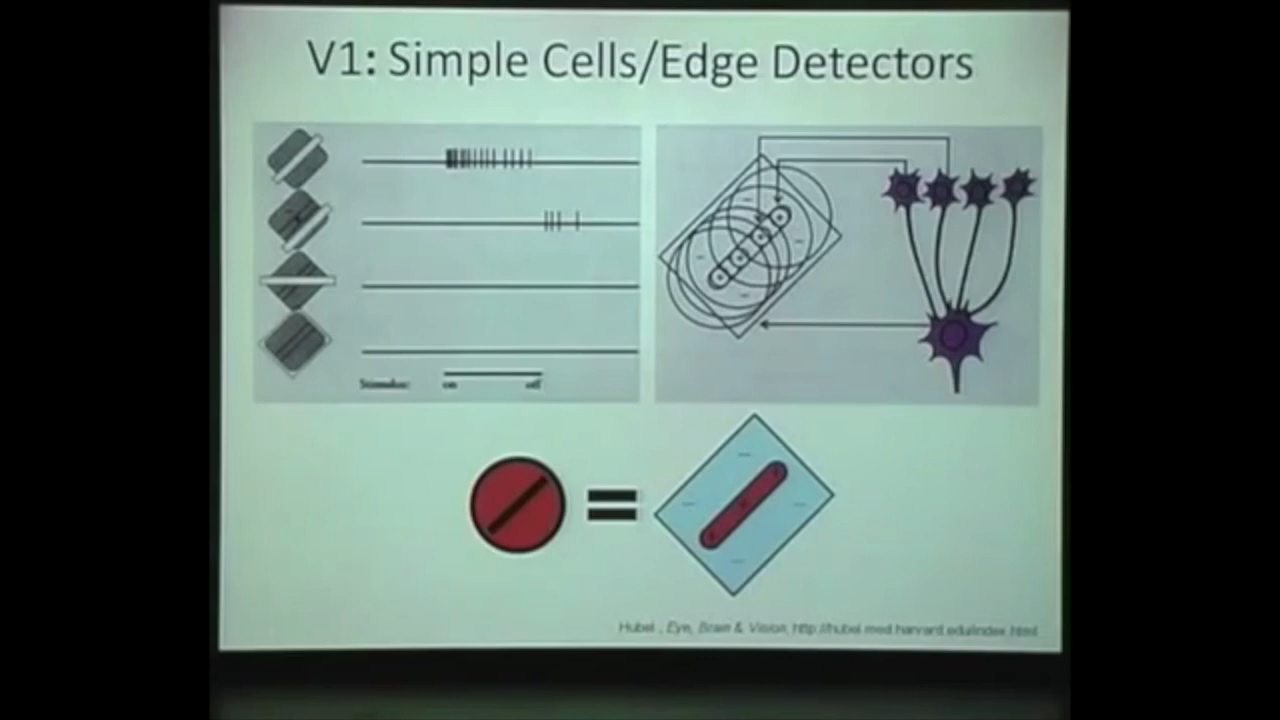 V1: Simple Cells/Edge Detectors
Stimulus: on off
Hubel , Eye, Brain & Vision, http://hubel.med.harvard.edu/index.html